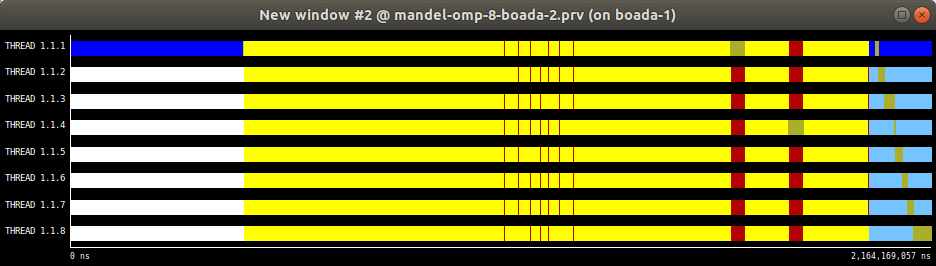 New window #2 @ mandel-omp-8-boada-2.prv (on boada-1)
THREAD 1.1.1
THREAD 1.1.2
THREAD 1.1.3
THREAD 1.1.4
THREAD 1.1.5
THREAD 1.1.6
THREAD 1.1.7
THREAD 1.1.8
0 ns 2,164,169,057 ns